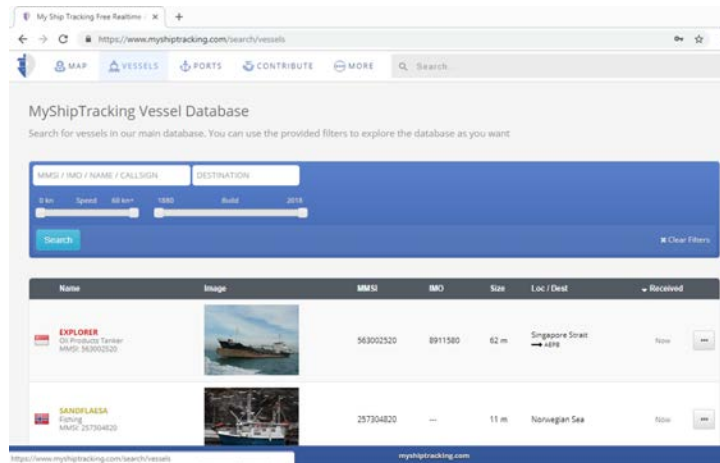 My Ship Tracking Free Realtime
https://www.myshiptracking.com/search/vessels
MAP VESSELS PORTS CONTRIBUTE MORE Search...
MyShipTracking Vessel Database
Search for vessels in our main database. You can use the provided filters to explore the database as you want
MMSI / IMO / NAME / CALLSIGN DESTINATION
0 kn Speed 60 kn+ 1880 Build 2018
Search Clear Filters
Name Image MMSI IMO Size Loc / Dest Received
EXPLORER
Oil Products Tanker
MMSI: 563002520
563002520 8911580 62 m Singapore Strait Now
AEPB
SANDFLAESA
Fishing
MMSI: 257304820
257304820 --- 11 m Norwegian Sea Now
https://www.myshiptracking.com/search/vessels myshiptracking.com